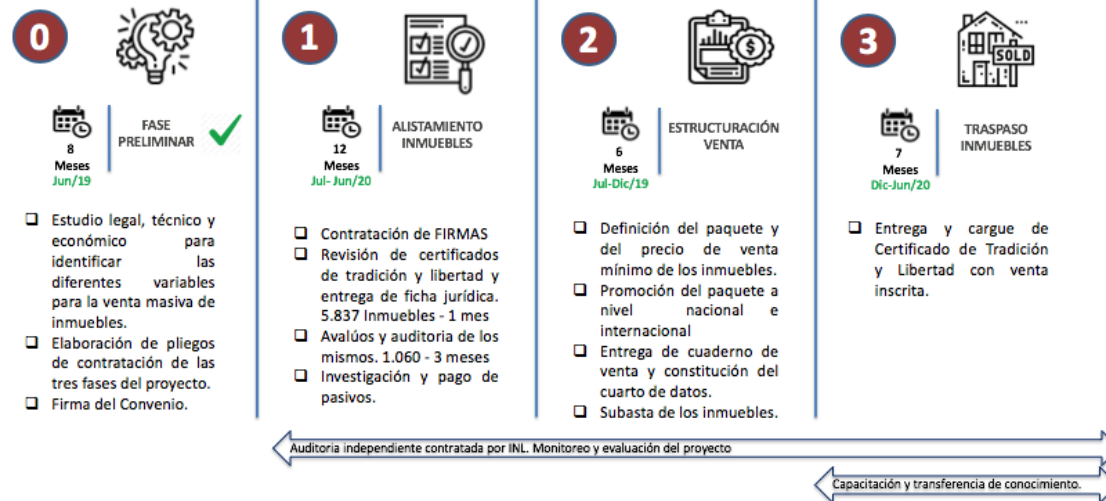 0
8
Meses
Jun/19
FASE
PRELIMINAR
❑ Estudio legal, técnico y
económico para
identificar las
diferentes variables
para la venta masiva de
inmuebles.
❑ Elaboración de pliegos
de contratación de las
tres fases del proyecto.
❑ Firma del Convenio.
1
12
Meses
Jul- Jun/20
ALISTAMIENTO
INMUEBLES
❑ Contratación de FIRMAS
❑ Revisión de certificados
de tradición y libertad y
entrega de ficha jurídica.
5.837 Inmuebles - 1 mes
❑ Avalúos y auditoria de los
mismos. 1.060 - 3 meses
❑ Investigación y pago de
pasivos.
2
6
Meses
Jul-Dic/19
ESTRUCTURACIÓN
VENTA
❑ Definición del paquete y
del precio de venta
mínimo de los inmuebles.
❑ Promoción del paquete a
nivel nacional e
internacional
❑ Entrega de cuaderno de
venta y constitución del
cuarto de datos.
❑ Subasta de los inmuebles.
3
SOLD
7
Meses
Dic-Jun/20
TRASPASO
INMUEBLES
❑ Entrega y cargue de
Certificado de Tradición
y Libertad con venta
inscrita.
Auditoria independiente contratada por INL. Monitoreo y evaluación del proyecto
Capacitación y transferencia de conocimiento.